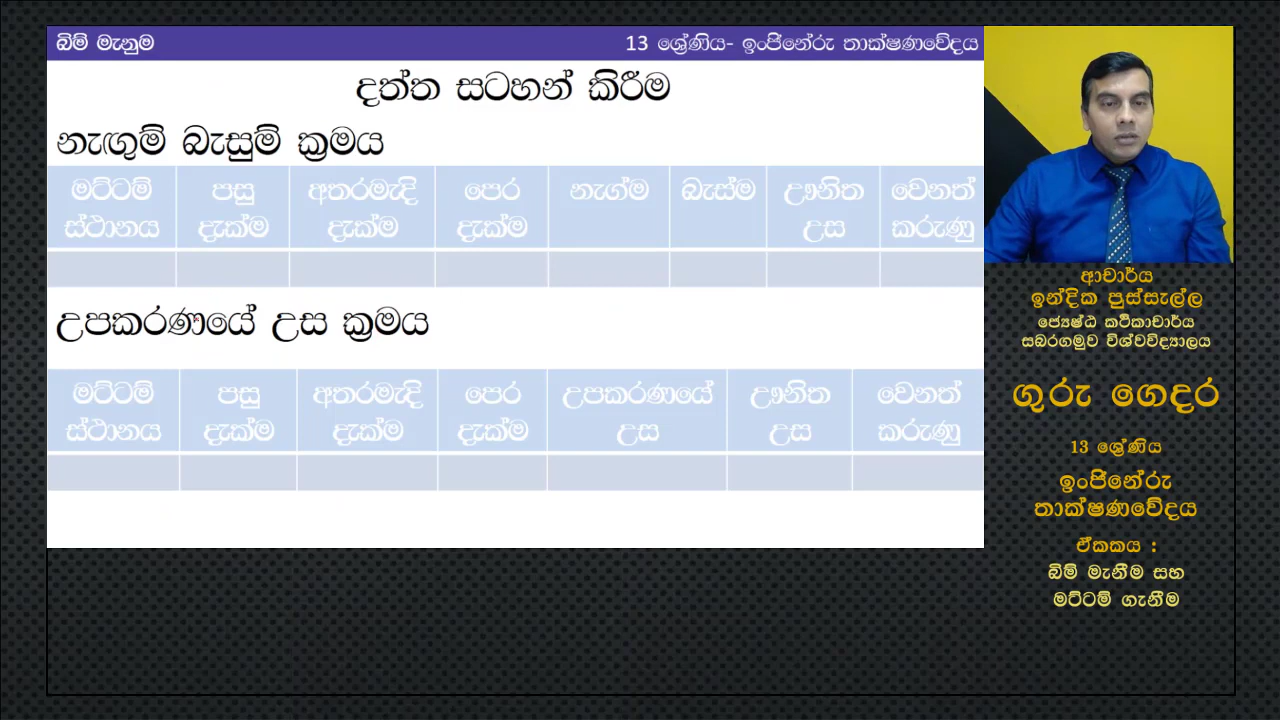 බිම් මැනුම
13 ශ්‍රේණිය- ඉංජිනේරු තාක්ෂණවේදය
දත්ත සටහන් කිරීම
නැඟුම් බැසුම් ක්‍රමය
මට්ටම් ස්ථානය
පසු දැක්ම
අතරමැදි දැක්ම
පෙර දැක්ම
නැග්ම
බැස්ම
ඌනිත උස
වෙනත් කරුණු
උපකරණයේ උස ක්‍රමය
මට්ටම් ස්ථානය
පසු දැක්ම
අතරමැදි දැක්ම
පෙර දැක්ම
උපකරණයේ උස
ඌනිත උස
වෙනත් කරුණු
ආචාර්ය
ඉන්දික පුස්සැල්ල
ජ්‍යෙෂ්ඨ කථිකාචාර්ය
සබරගමුව විශ්වවිද්‍යාලය
ගුරු ගෙදර
13 ශ්‍රේණිය
ඉංජිනේරු
තාක්ෂණවේදය
ඒකකය :
බිම් මැනීම සහ
මට්ටම් ගැනීම